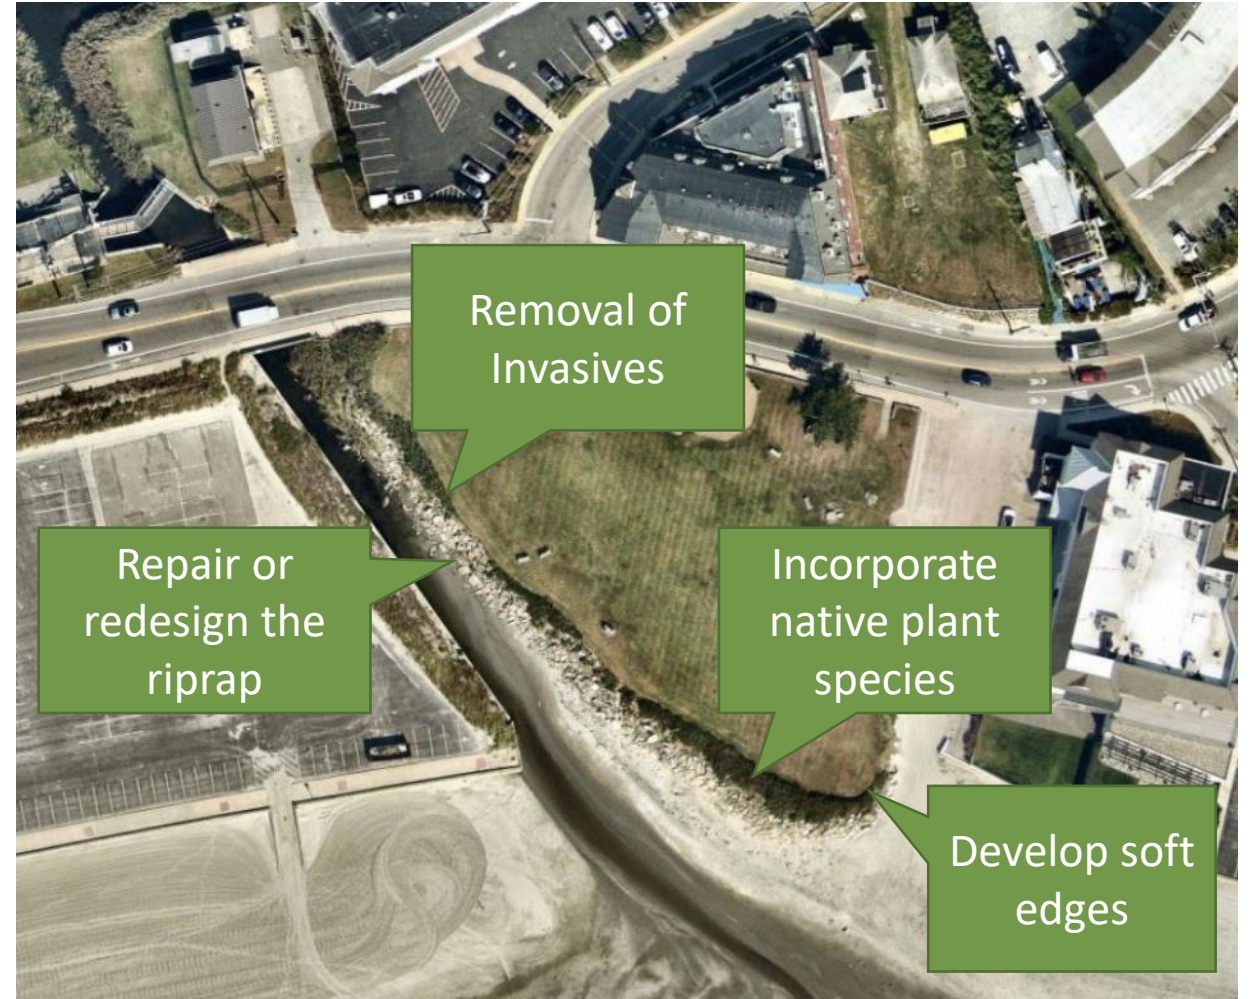 Removal of
Invasives
Repair or
redesign the
riprap
Incorporate
native plant
species
Develop soft
edges